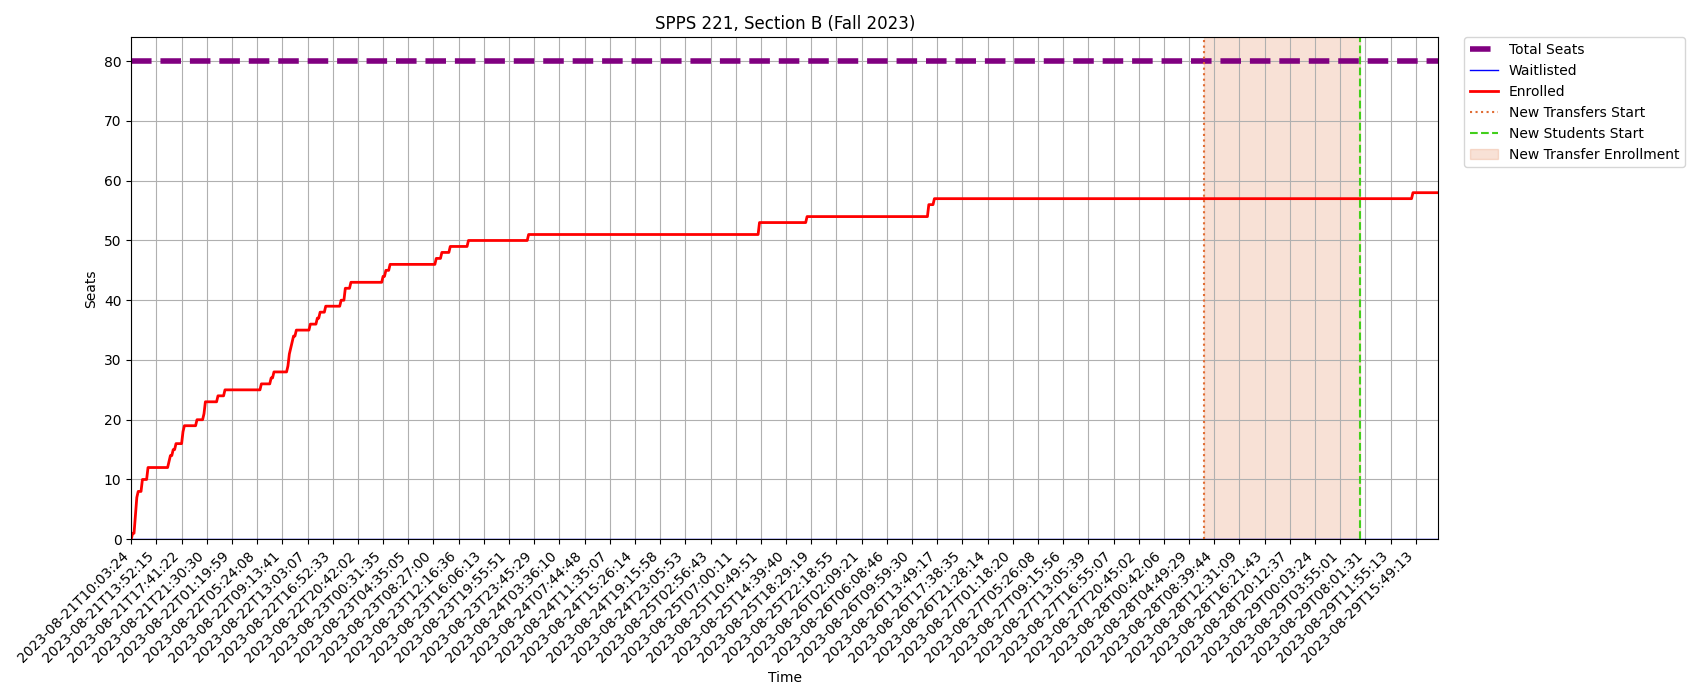 SPPS 221, Section B (Fall 2023)
Total Seats
Waitlisted
Enrolled
New Transfers Start
New Students Start
New Transfer Enrollment
Seats
80
70
60
50
40
30
20
10
0
2023-08-21T10:03:24
2023-08-21T13:52:15
2023-08-21T17:41:22
2023-08-21T21:30:30
2023-08-22T01:19:59
2023-08-22T05:24:08
2023-08-22T09:13:41
2023-08-22T13:03:07
2023-08-22T16:52:33
2023-08-22T20:42:02
2023-08-23T00:31:35
2023-08-23T04:35:05
2023-08-23T08:27:00
2023-08-23T12:16:36
2023-08-23T16:06:13
2023-08-23T19:55:51
2023-08-23T23:45:29
2023-08-24T03:36:10
2023-08-24T07:44:48
2023-08-24T11:35:07
2023-08-24T15:26:14
2023-08-24T19:15:58
2023-08-24T23:05:53
2023-08-25T02:56:43
2023-08-25T07:00:11
2023-08-25T10:49:51
2023-08-25T14:39:40
2023-08-25T18:29:19
2023-08-25T22:18:55
2023-08-26T02:09:21
2023-08-26T06:08:46
2023-08-26T09:59:30
2023-08-26T13:49:17
2023-08-26T17:38:35
2023-08-26T21:28:14
2023-08-27T01:18:20
2023-08-27T05:26:08
2023-08-27T09:15:56
2023-08-27T13:05:39
2023-08-27T16:55:07
2023-08-27T20:45:02
2023-08-28T00:42:06
2023-08-28T04:49:29
2023-08-28T08:39:44
2023-08-28T12:31:09
2023-08-28T16:21:43
2023-08-28T20:12:37
2023-08-29T00:03:24
2023-08-29T03:55:01
2023-08-29T08:01:31
2023-08-29T11:55:13
2023-08-29T15:49:13
Time